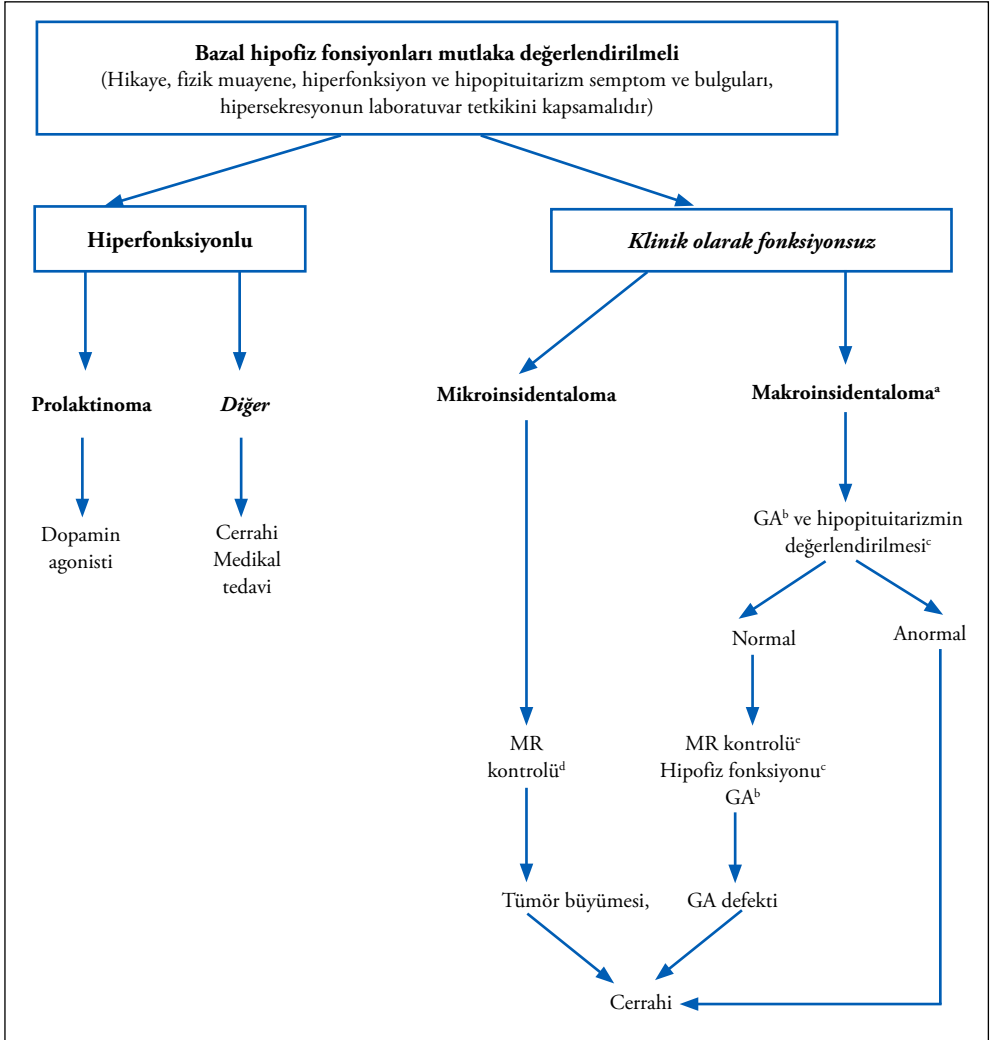 Bazal hipofiz fonsiyonları mutlaka değerlendirilmeli
(Hikaye, fizik muayene, hiperfonksiyon ve hipopituitarizm semptom ve bulguları,
hipersekresyonun laboratuvar tetkikini kapsamalıdır)
Hiperfonksiyonlu
Klinik olarak fonksiyonsuz
Prolaktinoma
Diğer
Mikroinsidentaloma
Makroinsidentalomaᵃ
Dopamin
agonisti
Cerrahi
Medikal
tedavi
GAᵇ ve hipopituitarizmin
değerlendirilmesiᶜ
Normal
Anormal
MR
kontrolüᵈ
MR kontrolüᵉ
Hipofiz fonksiyonuᶜ
GAᵇ
Tümör büyümesi,
GA defekti
Cerrahi